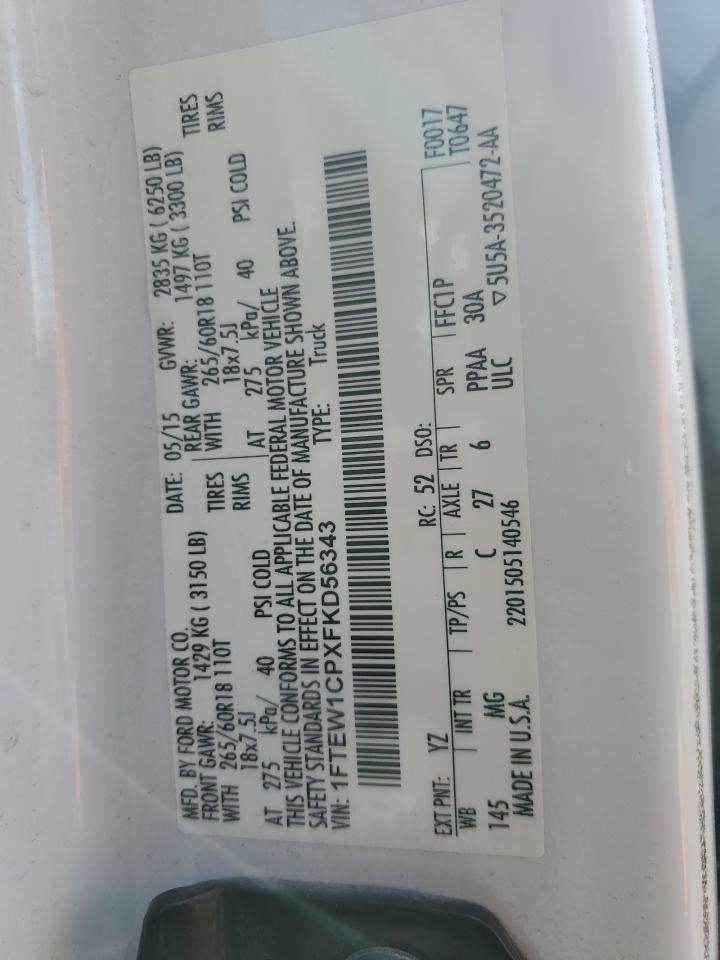 MFD. BY FORD MOTOR CO.
DATE: 05/15 GVWR: 2835 KG ( 6250 LB)
FRONT GAWR: 1429 KG ( 3150 LB) REAR GAWR: 1497 KG ( 3300 LB)
WITH 265/60R18 110T TIRES WITH 265/60R18 110T TIRES
18x7.5J RIMS 18x7.5J RIMS
AT 275 kPa/ 40 PSI COLD AT 275 kPa/ 40 PSI COLD
THIS VEHICLE CONFORMS TO ALL APPLICABLE FEDERAL MOTOR VEHICLE
SAFETY STANDARDS IN EFFECT ON THE DATE OF MANUFACTURE SHOWN ABOVE.
VIN: 1FTEW1CPXFKD56343 TYPE: Truck
EXT PNT: YZ RC: 52 DSO: F0017
WB INT TR TP/PS R AXLE TR SPR FFC1P T0647
145 MG C 27 6 PPAA 30A
MADE IN U.S.A. 2201505140546 ULC ▽5U5A-3520472-AA